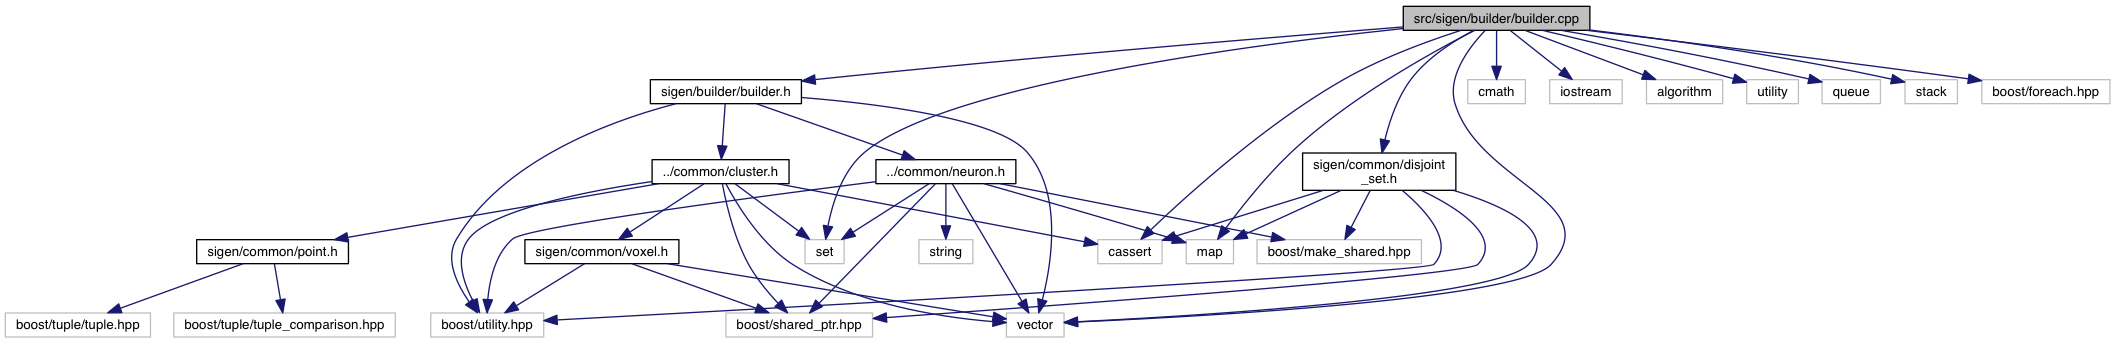 src/sigen/builder/builder.cpp
sigen/builder/builder.h
cmath
iostream
algorithm
utility
queue
stack
boost/foreach.hpp
../common/cluster.h
../common/neuron.h
sigen/common/disjoint
_set.h
sigen/common/point.h
sigen/common/voxel.h
set
string
cassert
map
boost/make_shared.hpp
boost/tuple/tuple.hpp
boost/tuple/tuple_comparison.hpp
boost/utility.hpp
boost/shared_ptr.hpp
vector